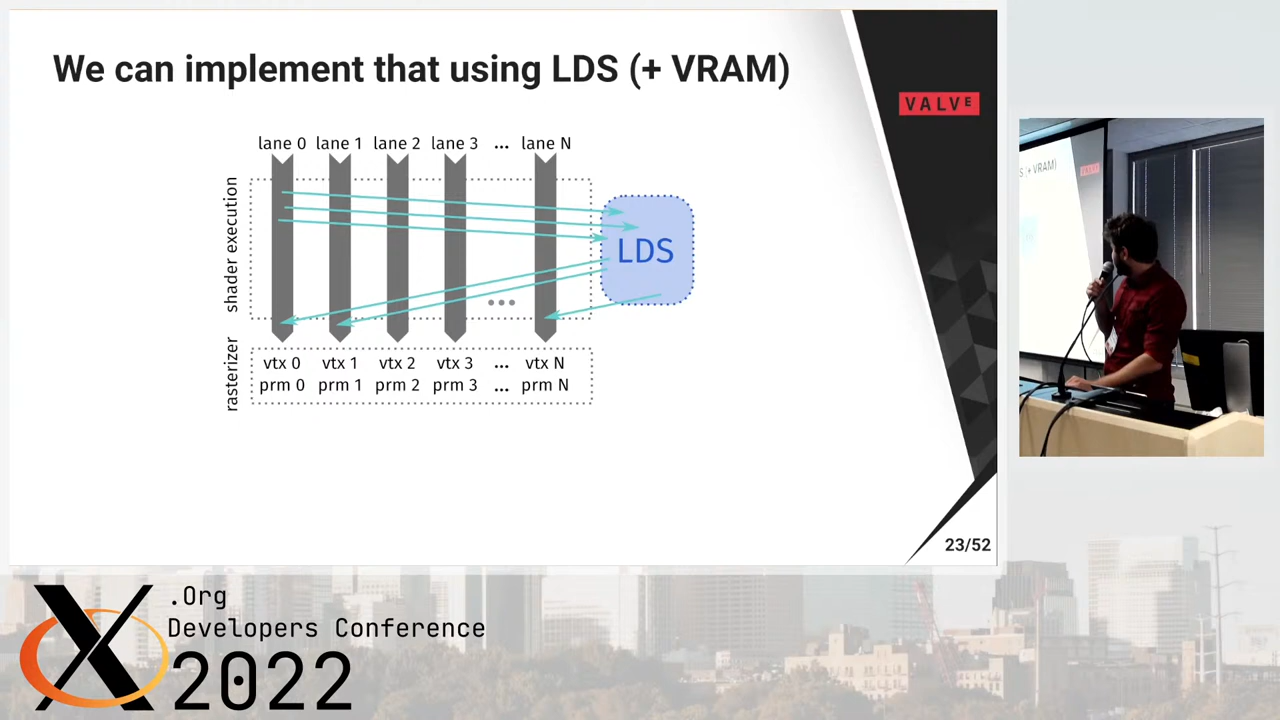 We can implement that using LDS (+ VRAM)
VALVE
lane 0 lane 1 lane 2 lane 3 ... lane N
shader execution
LDS
...
rasterizer
vtx 0 vtx 1 vtx 2 vtx 3 ... vtx N
prm 0 prm 1 prm 2 prm 3 ... prm N
23/52
S (+ VRAM)
X.Org
Developers Conference
2022